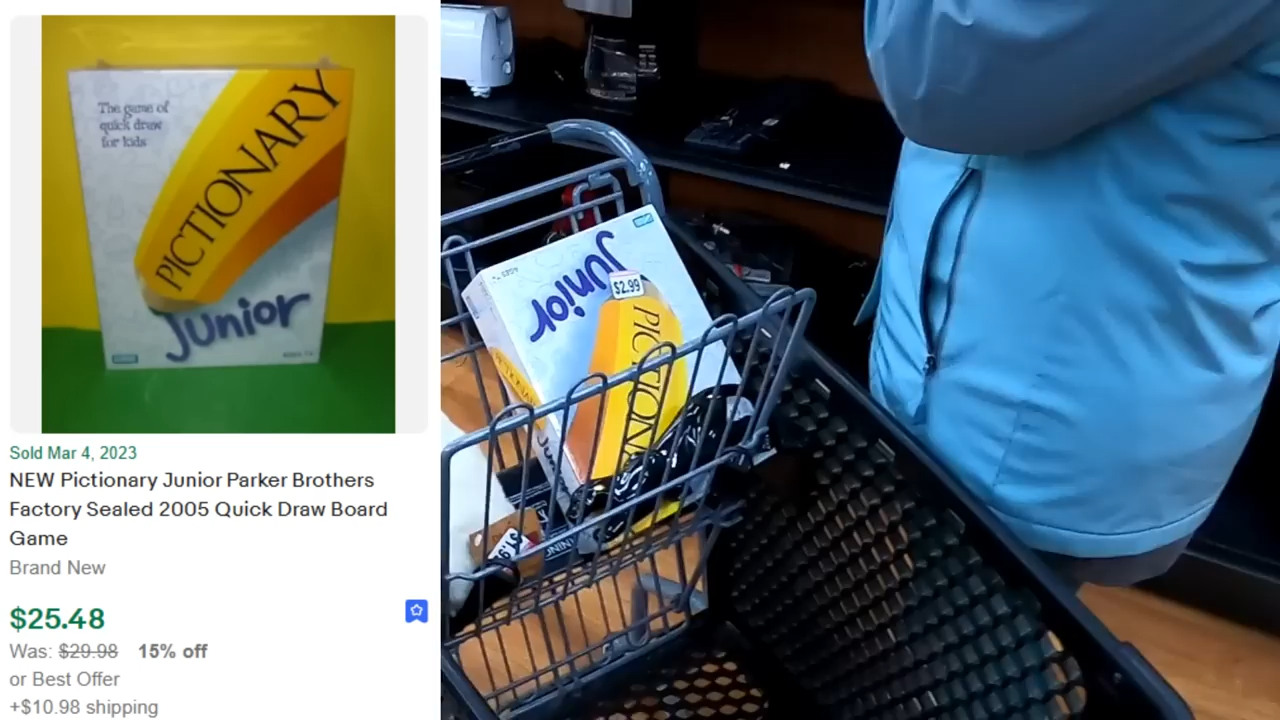 The game of
quick draw
for kids
PICTIONARY
Junior
Sold Mar 4, 2023
NEW Pictionary Junior Parker Brothers
Factory Sealed 2005 Quick Draw Board
Game
Brand New
$25.48
Was: $29.98 15% off
or Best Offer
+$10.98 shipping
Junior
$2.99
PICTION